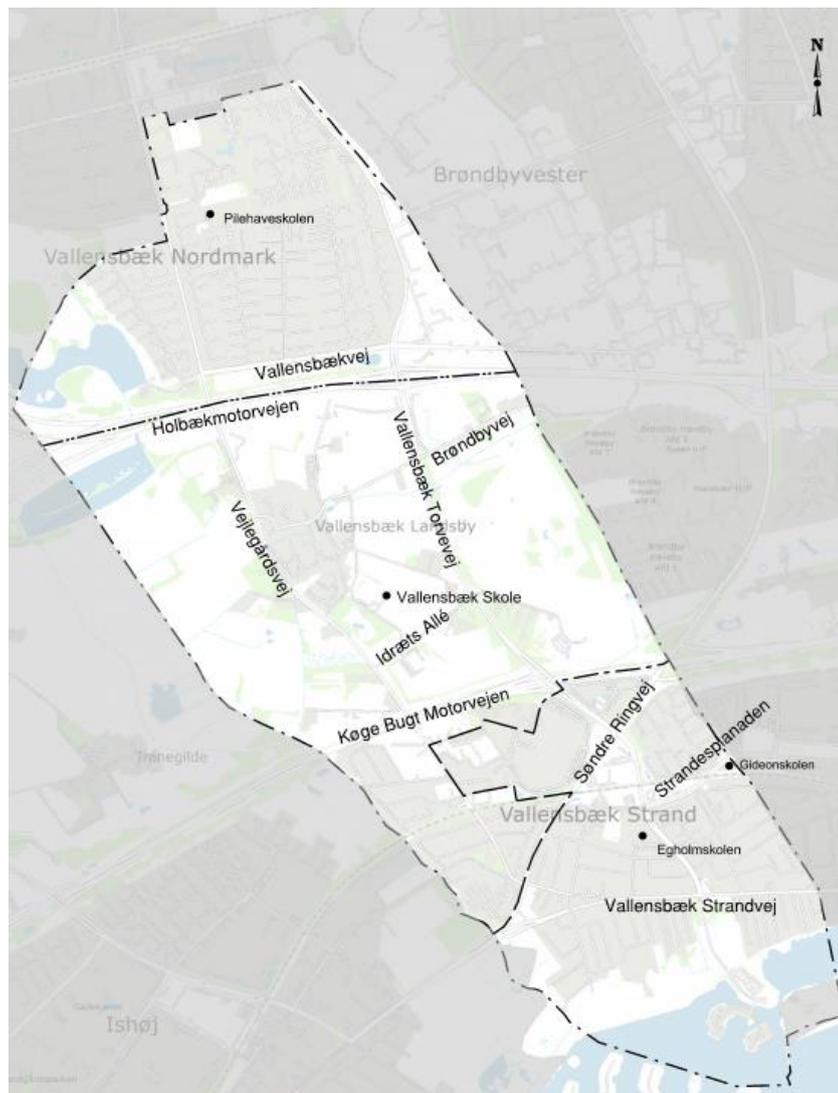 N
Brøndbyvester
Pilehaveskolen
Vallensbæk Nordmark
Vallensbækvej
Holbækmotorvejen
Vallensbæk Torvevej
Brøndbyvej
Vejlegårdsvej
Vallensbæk Landsby
Vallensbæk Skole
Idræts Allé
Køge Bugt Motorvejen
Søndre Ringvej
Strandesplanaden
Tranegilde
Gideonskolen
Vallensbæk Strand
Egholmskolen
Vallensbæk Strandvej
Ishøj